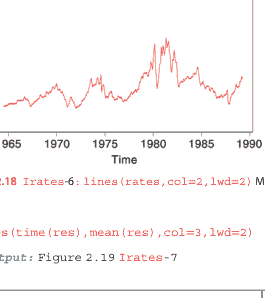 965 1970 1975 1980 1985 1990
Time
2.18 Irates-6: lines(rates,col=2,lwd=2) M
s(time(res),mean(res),col=3,lwd=2)
tput: Figure 2.19 Irates-7